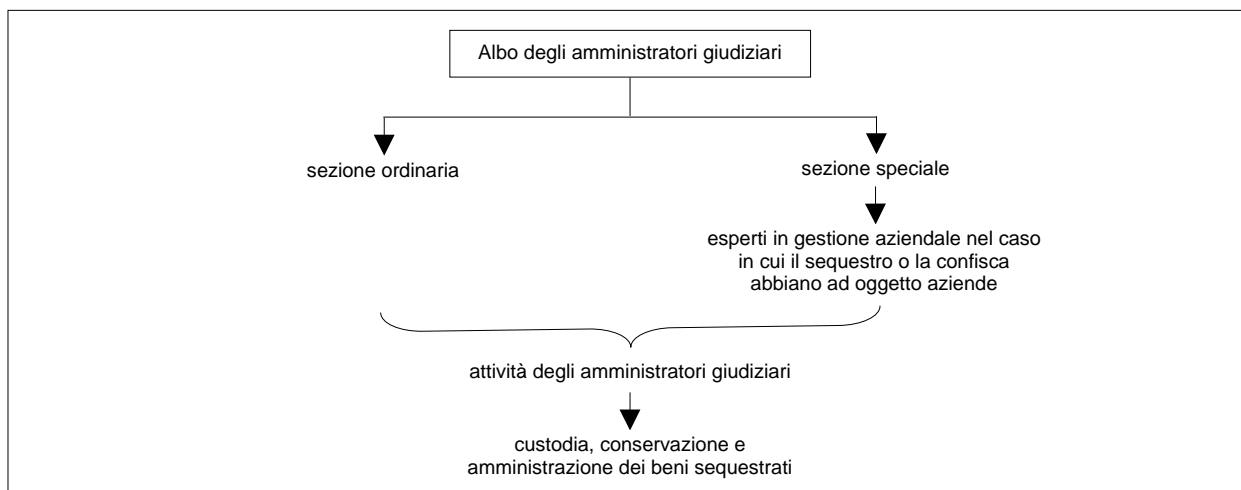 Albo degli amministratori giudiziari
sezione ordinaria
sezione speciale
esperti in gestione aziendale nel caso
in cui il sequestro o la confisca
abbiano ad oggetto aziende
attività degli amministratori giudiziari
custodia, conservazione e
amministrazione dei beni sequestrati